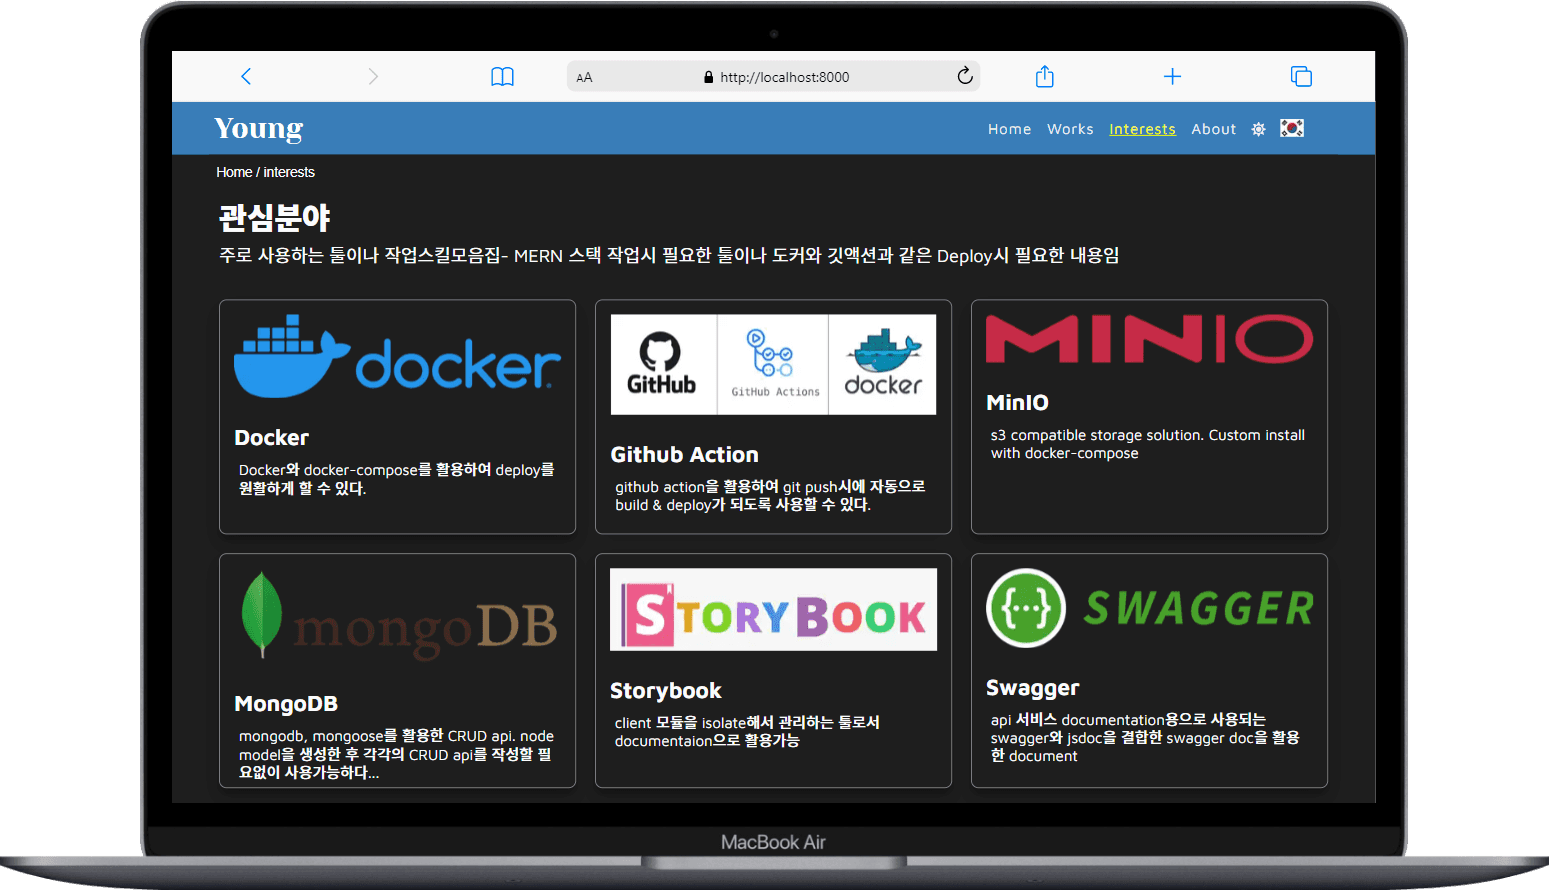 AA
http://localhost:8000
Young
Home Works Interests About
Home / interests
관심분야
주로 사용하는 툴이나 작업스킬모음집- MERN 스택 작업시 필요한 툴이나 도커와 깃액션과 같은 Deploy시 필요한 내용임
docker
Docker
Docker와 docker-compose를 활용하여 deploy를
원활하게 할 수 있다.
GitHub
GitHub Actions
docker
Github Action
github action을 활용하여 git push시에 자동으로
build & deploy가 되도록 사용할 수 있다.
MINIO
MinIO
s3 compatible storage solution. Custom install
with docker-compose
mongoDB
MongoDB
mongodb, mongoose를 활용한 CRUD api. node
model을 생성한 후 각각의 CRUD api를 작성할 필
요없이 사용가능하다...
STORYBOOK
Storybook
client 모듈을 isolate해서 관리하는 툴로서
documentaion으로 활용가능
{···} SWAGGER
Swagger
api 서비스 documentation용으로 사용되는
swagger와 jsdoc을 결합한 swagger doc을 활용
한 document
MacBook Air